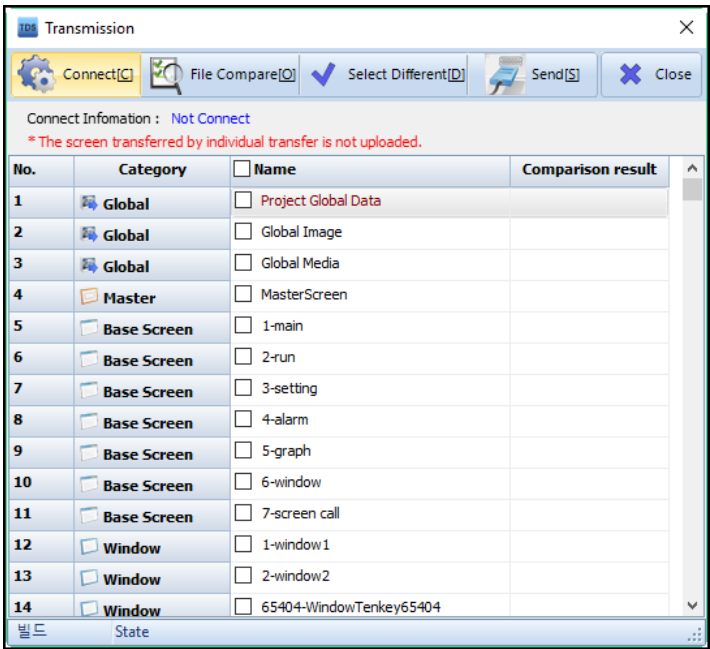 TDS Transmission
Connect[C] File Compare[O] Select Different[D] Send[S] Close
Connect Infomation : Not Connect
* The screen transferred by individual transfer is not uploaded.
No. Category Name Comparison result
1 Global Project Global Data
2 Global Global Image
3 Global Global Media
4 Master MasterScreen
5 Base Screen 1-main
6 Base Screen 2-run
7 Base Screen 3-setting
8 Base Screen 4-alarm
9 Base Screen 5-graph
10 Base Screen 6-window
11 Base Screen 7-screen call
12 Window 1-window1
13 Window 2-window2
14 Window 65404-WindowTenkey65404
빌드 State